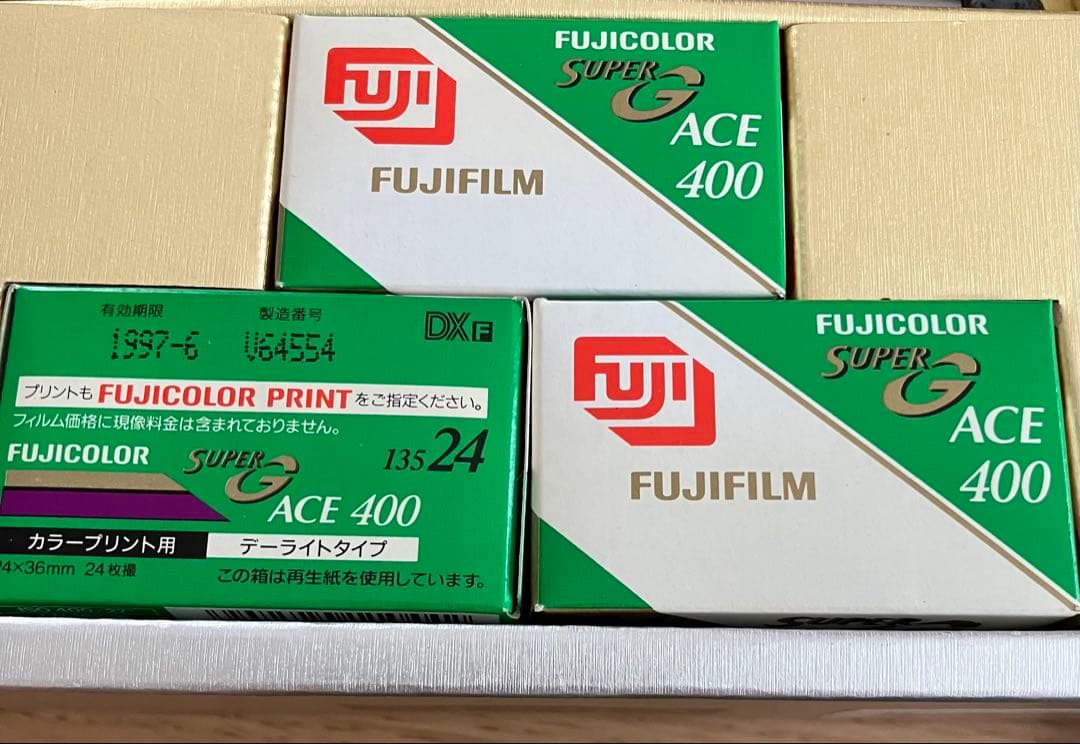 FUJI
FUJIFILM
FUJICOLOR
SUPER G
ACE
400
有効期限 製造番号
1997-6 V64554
DXF
プリントも FUJICOLOR PRINT をご指定ください。
フィルム価格に現像料金は含まれておりません。
FUJICOLOR SUPER G ACE 400
135 24
カラープリント用 デーライトタイプ
24×36mm 24枚撮
この箱は再生紙を使用しています。
FUJI
FUJIFILM
FUJICOLOR
SUPER G
ACE
400